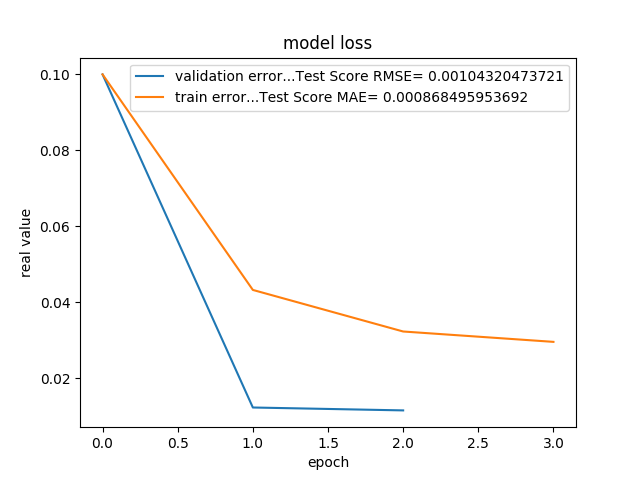 model loss
validation error...Test Score RMSE= 0.00104320473721
train error...Test Score MAE= 0.000868495953692
real value
0.10
0.08
0.06
0.04
0.02
0.0 0.5 1.0 1.5 2.0 2.5 3.0
epoch